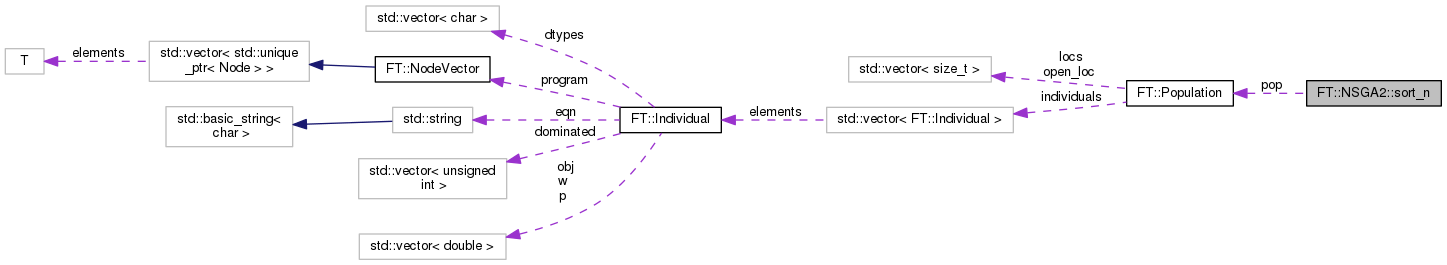 std::vector< char >
dtypes
T
elements
std::vector< std::unique
_ptr< Node > >
FT::NodeVector
program
std::basic_string<
char >
std::string
eqn
dominated
std::vector< unsigned
int >
obj
w
p
std::vector< double >
FT::Individual
elements
std::vector< size_t >
locs
open_loc
individuals
std::vector< FT::Individual >
FT::Population
pop
FT::NSGA2::sort_n